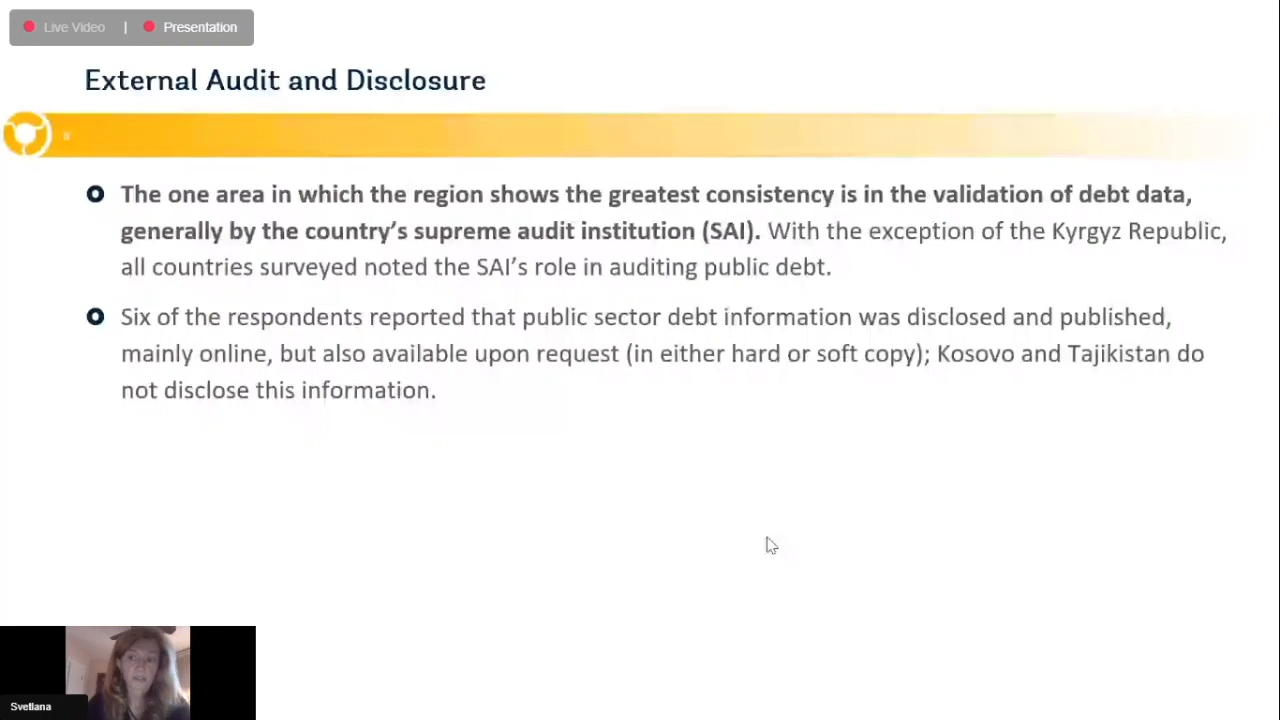 Live Video | Presentation
External Audit and Disclosure
The one area in which the region shows the greatest consistency is in the validation of debt data,
generally by the country’s supreme audit institution (SAI). With the exception of the Kyrgyz Republic,
all countries surveyed noted the SAI’s role in auditing public debt.
Six of the respondents reported that public sector debt information was disclosed and published,
mainly online, but also available upon request (in either hard or soft copy); Kosovo and Tajikistan do
not disclose this information.
Svetlana